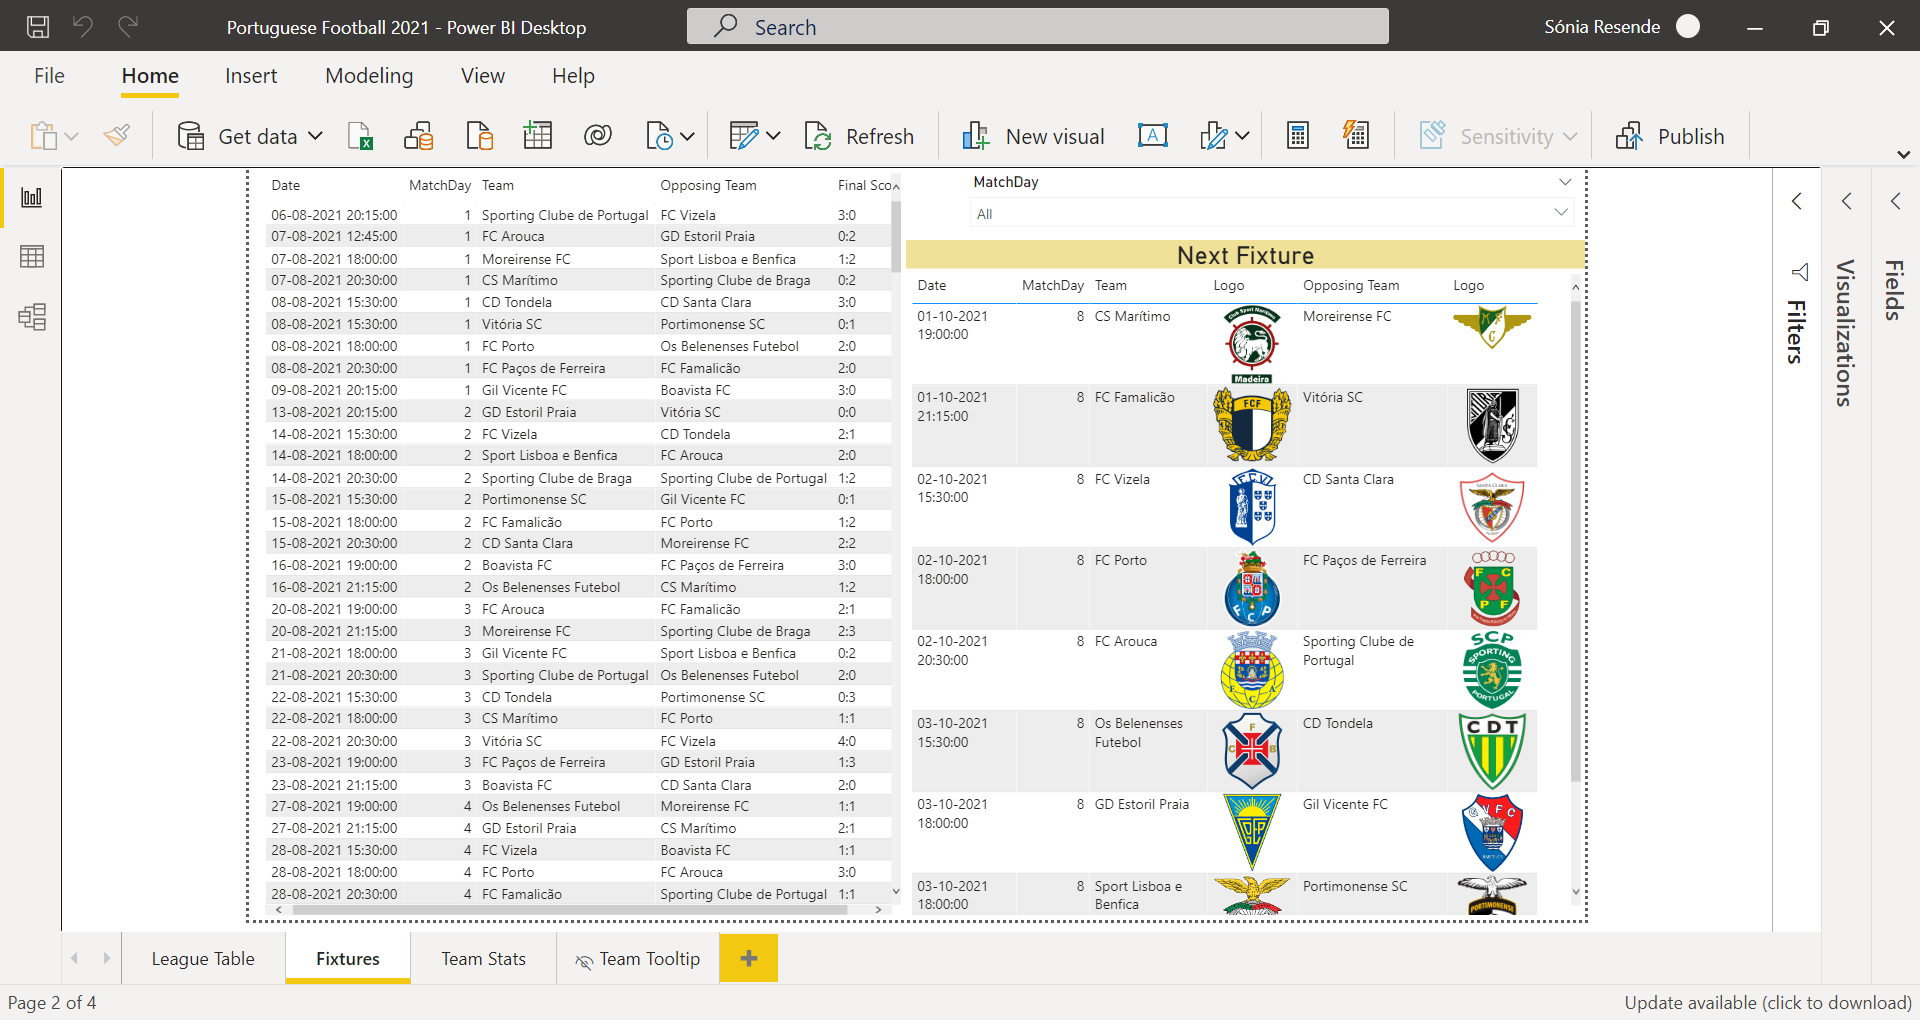 Portuguese Football 2021 - Power BI Desktop
Search
Sónia Resende
File Home Insert Modeling View Help
Get data
Refresh
New visual
Sensitivity
Publish
Date MatchDay Team Opposing Team Final Sco
06-08-2021 20:15:00 1 Sporting Clube de Portugal FC Vizela 3:0
07-08-2021 12:45:00 1 FC Arouca GD Estoril Praia 0:2
07-08-2021 18:00:00 1 Moreirense FC Sport Lisboa e Benfica 1:2
07-08-2021 20:30:00 1 CS Marítimo Sporting Clube de Braga 0:2
08-08-2021 15:30:00 1 CD Tondela CD Santa Clara 3:0
08-08-2021 15:30:00 1 Vitória SC Portimonense SC 0:1
08-08-2021 18:00:00 1 FC Porto Os Belenenses Futebol 2:0
08-08-2021 20:30:00 1 FC Paços de Ferreira FC Famalicão 2:0
09-08-2021 20:15:00 1 Gil Vicente FC Boavista FC 3:0
13-08-2021 20:15:00 2 GD Estoril Praia Vitória SC 0:0
14-08-2021 15:30:00 2 FC Vizela CD Tondela 2:1
14-08-2021 18:00:00 2 Sport Lisboa e Benfica FC Arouca 2:0
14-08-2021 20:30:00 2 Sporting Clube de Braga Sporting Clube de Portugal 1:2
15-08-2021 15:30:00 2 Portimonense SC Gil Vicente FC 0:1
15-08-2021 18:00:00 2 FC Famalicão FC Porto 1:2
15-08-2021 20:30:00 2 CD Santa Clara Moreirense FC 2:2
16-08-2021 19:00:00 2 Boavista FC FC Paços de Ferreira 3:0
16-08-2021 21:15:00 2 Os Belenenses Futebol CS Marítimo 1:2
20-08-2021 19:00:00 3 FC Arouca FC Famalicão 2:1
20-08-2021 21:15:00 3 Moreirense FC Sporting Clube de Braga 2:3
21-08-2021 18:00:00 3 Gil Vicente FC Sport Lisboa e Benfica 0:2
21-08-2021 20:30:00 3 Sporting Clube de Portugal Os Belenenses Futebol 2:0
22-08-2021 15:30:00 3 CD Tondela Portimonense SC 0:3
22-08-2021 18:00:00 3 CS Marítimo FC Porto 1:1
22-08-2021 20:30:00 3 Vitória SC FC Vizela 4:0
23-08-2021 19:00:00 3 FC Paços de Ferreira GD Estoril Praia 1:3
23-08-2021 21:15:00 3 Boavista FC CD Santa Clara 2:0
27-08-2021 19:00:00 4 Os Belenenses Futebol Moreirense FC 1:1
27-08-2021 21:15:00 4 GD Estoril Praia CS Marítimo 2:1
28-08-2021 15:30:00 4 FC Vizela Boavista FC 1:1
28-08-2021 18:00:00 4 FC Porto FC Arouca 3:0
28-08-2021 20:30:00 4 FC Famalicão Sporting Clube de Portugal 1:1
MatchDay
All
Next Fixture
Date MatchDay Team Logo Opposing Team Logo
01-10-2021 8 CS Marítimo Moreirense FC
19:00:00
Club Sport Marítimo
Madeira
M F C
01-10-2021 8 FC Famalicão Vitória SC
21:15:00
FCF
02-10-2021 8 FC Vizela CD Santa Clara
15:30:00
FCV
SANTA CLARA
02-10-2021 8 FC Porto FC Paços de Ferreira
18:00:00
F C P
F C
P F
02-10-2021 8 FC Arouca Sporting Clube de
20:30:00 Portugal
F C A
SCP
SPORTING
PORTUGAL
03-10-2021 8 Os Belenenses CD Tondela
15:30:00 Futebol
F
C B
CDT
03-10-2021 8 GD Estoril Praia Gil Vicente FC
18:00:00
GDEP
GVFC
BARCELOS
03-10-2021 8 Sport Lisboa e Portimonense SC
18:00:00 Benfica
PORTIMONENSE
Filters
Visualizations
Fields
League Table Fixtures Team Stats Team Tooltip
Page 2 of 4
Update available (click to download)